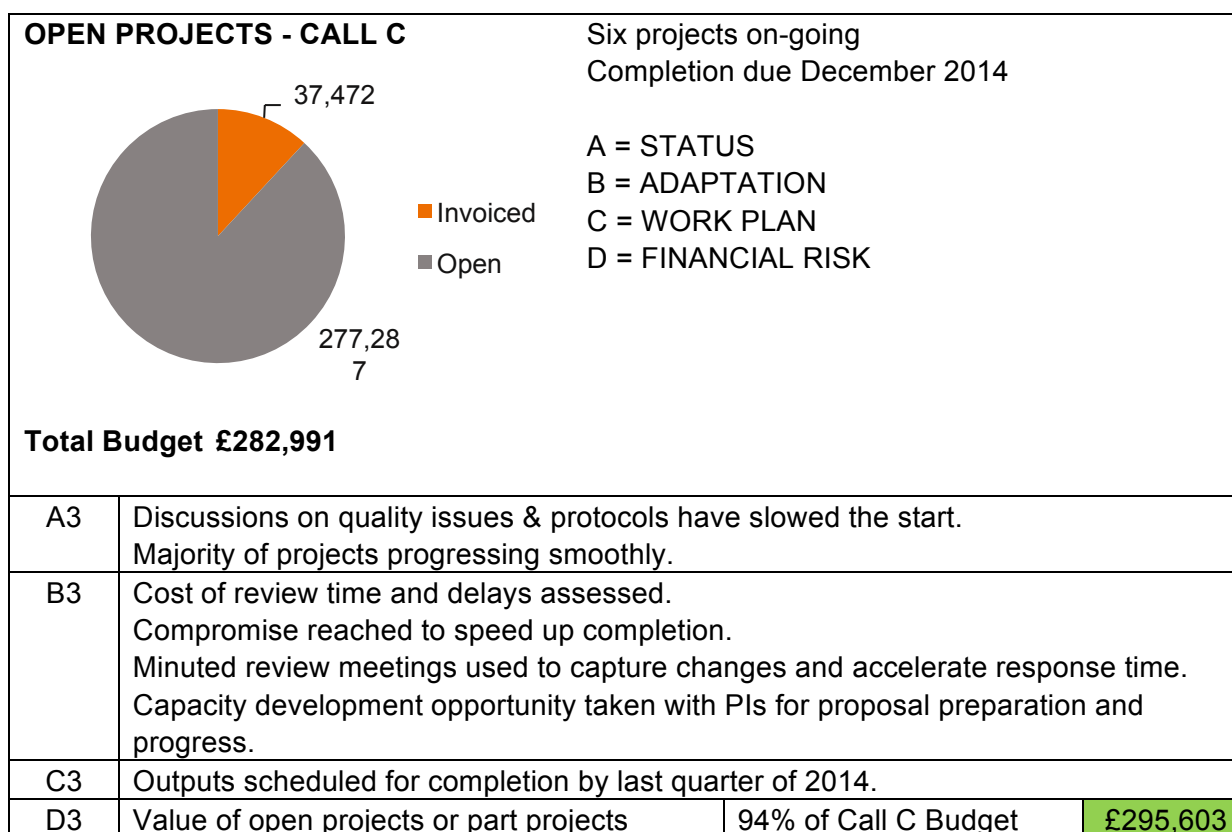 OPEN PROJECTS - CALL C
37,472
Invoiced
Open
277,28
7
Total Budget £282,991
Six projects on-going
Completion due December 2014
A = STATUS
B = ADAPTATION
C = WORK PLAN
D = FINANCIAL RISK
A3 Discussions on quality issues & protocols have slowed the start.
Majority of projects progressing smoothly.
B3 Cost of review time and delays assessed.
Compromise reached to speed up completion.
Minuted review meetings used to capture changes and accelerate response time.
Capacity development opportunity taken with PIs for proposal preparation and
progress.
C3 Outputs scheduled for completion by last quarter of 2014.
D3 Value of open projects or part projects 94% of Call C Budget £295,603